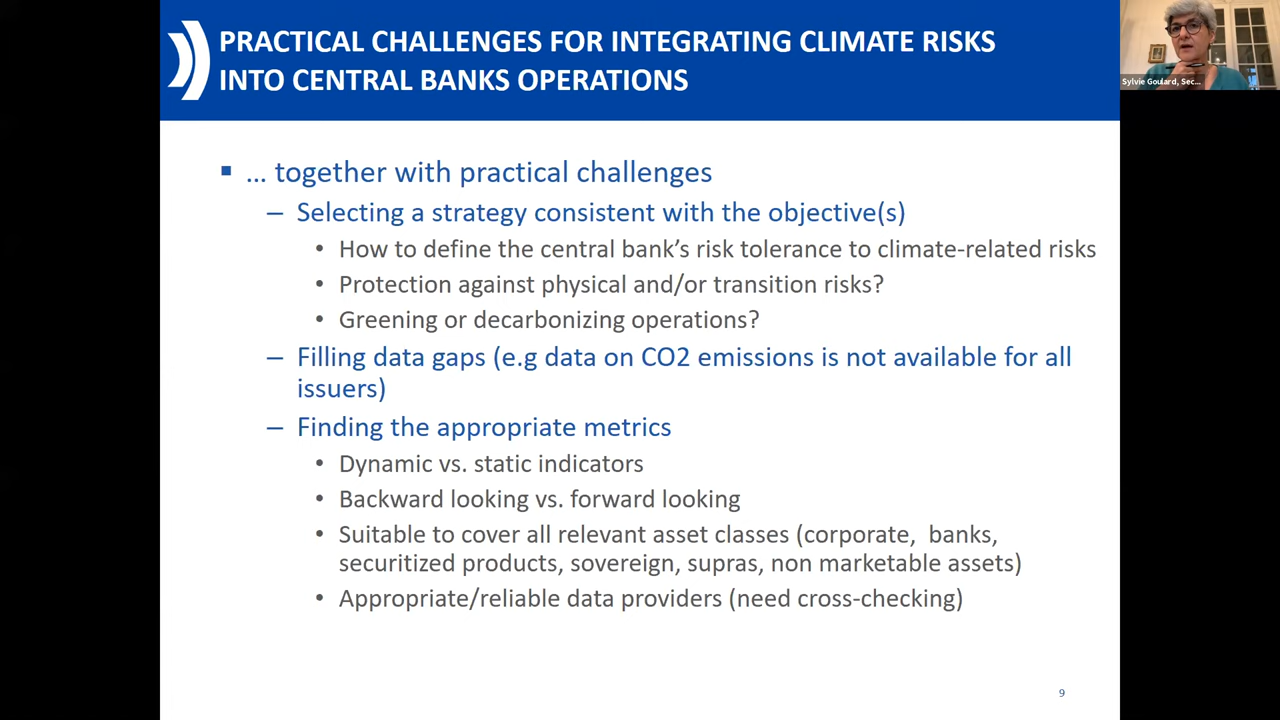 PRACTICAL CHALLENGES FOR INTEGRATING CLIMATE RISKS
INTO CENTRAL BANKS OPERATIONS
Sylvie Goulard, Sec...
▪ … together with practical challenges
– Selecting a strategy consistent with the objective(s)
• How to define the central bank’s risk tolerance to climate-related risks
• Protection against physical and/or transition risks?
• Greening or decarbonizing operations?
– Filling data gaps (e.g data on CO2 emissions is not available for all
issuers)
– Finding the appropriate metrics
• Dynamic vs. static indicators
• Backward looking vs. forward looking
• Suitable to cover all relevant asset classes (corporate,  banks,
securitized products, sovereign, supras, non marketable assets)
• Appropriate/reliable data providers (need cross-checking)
9